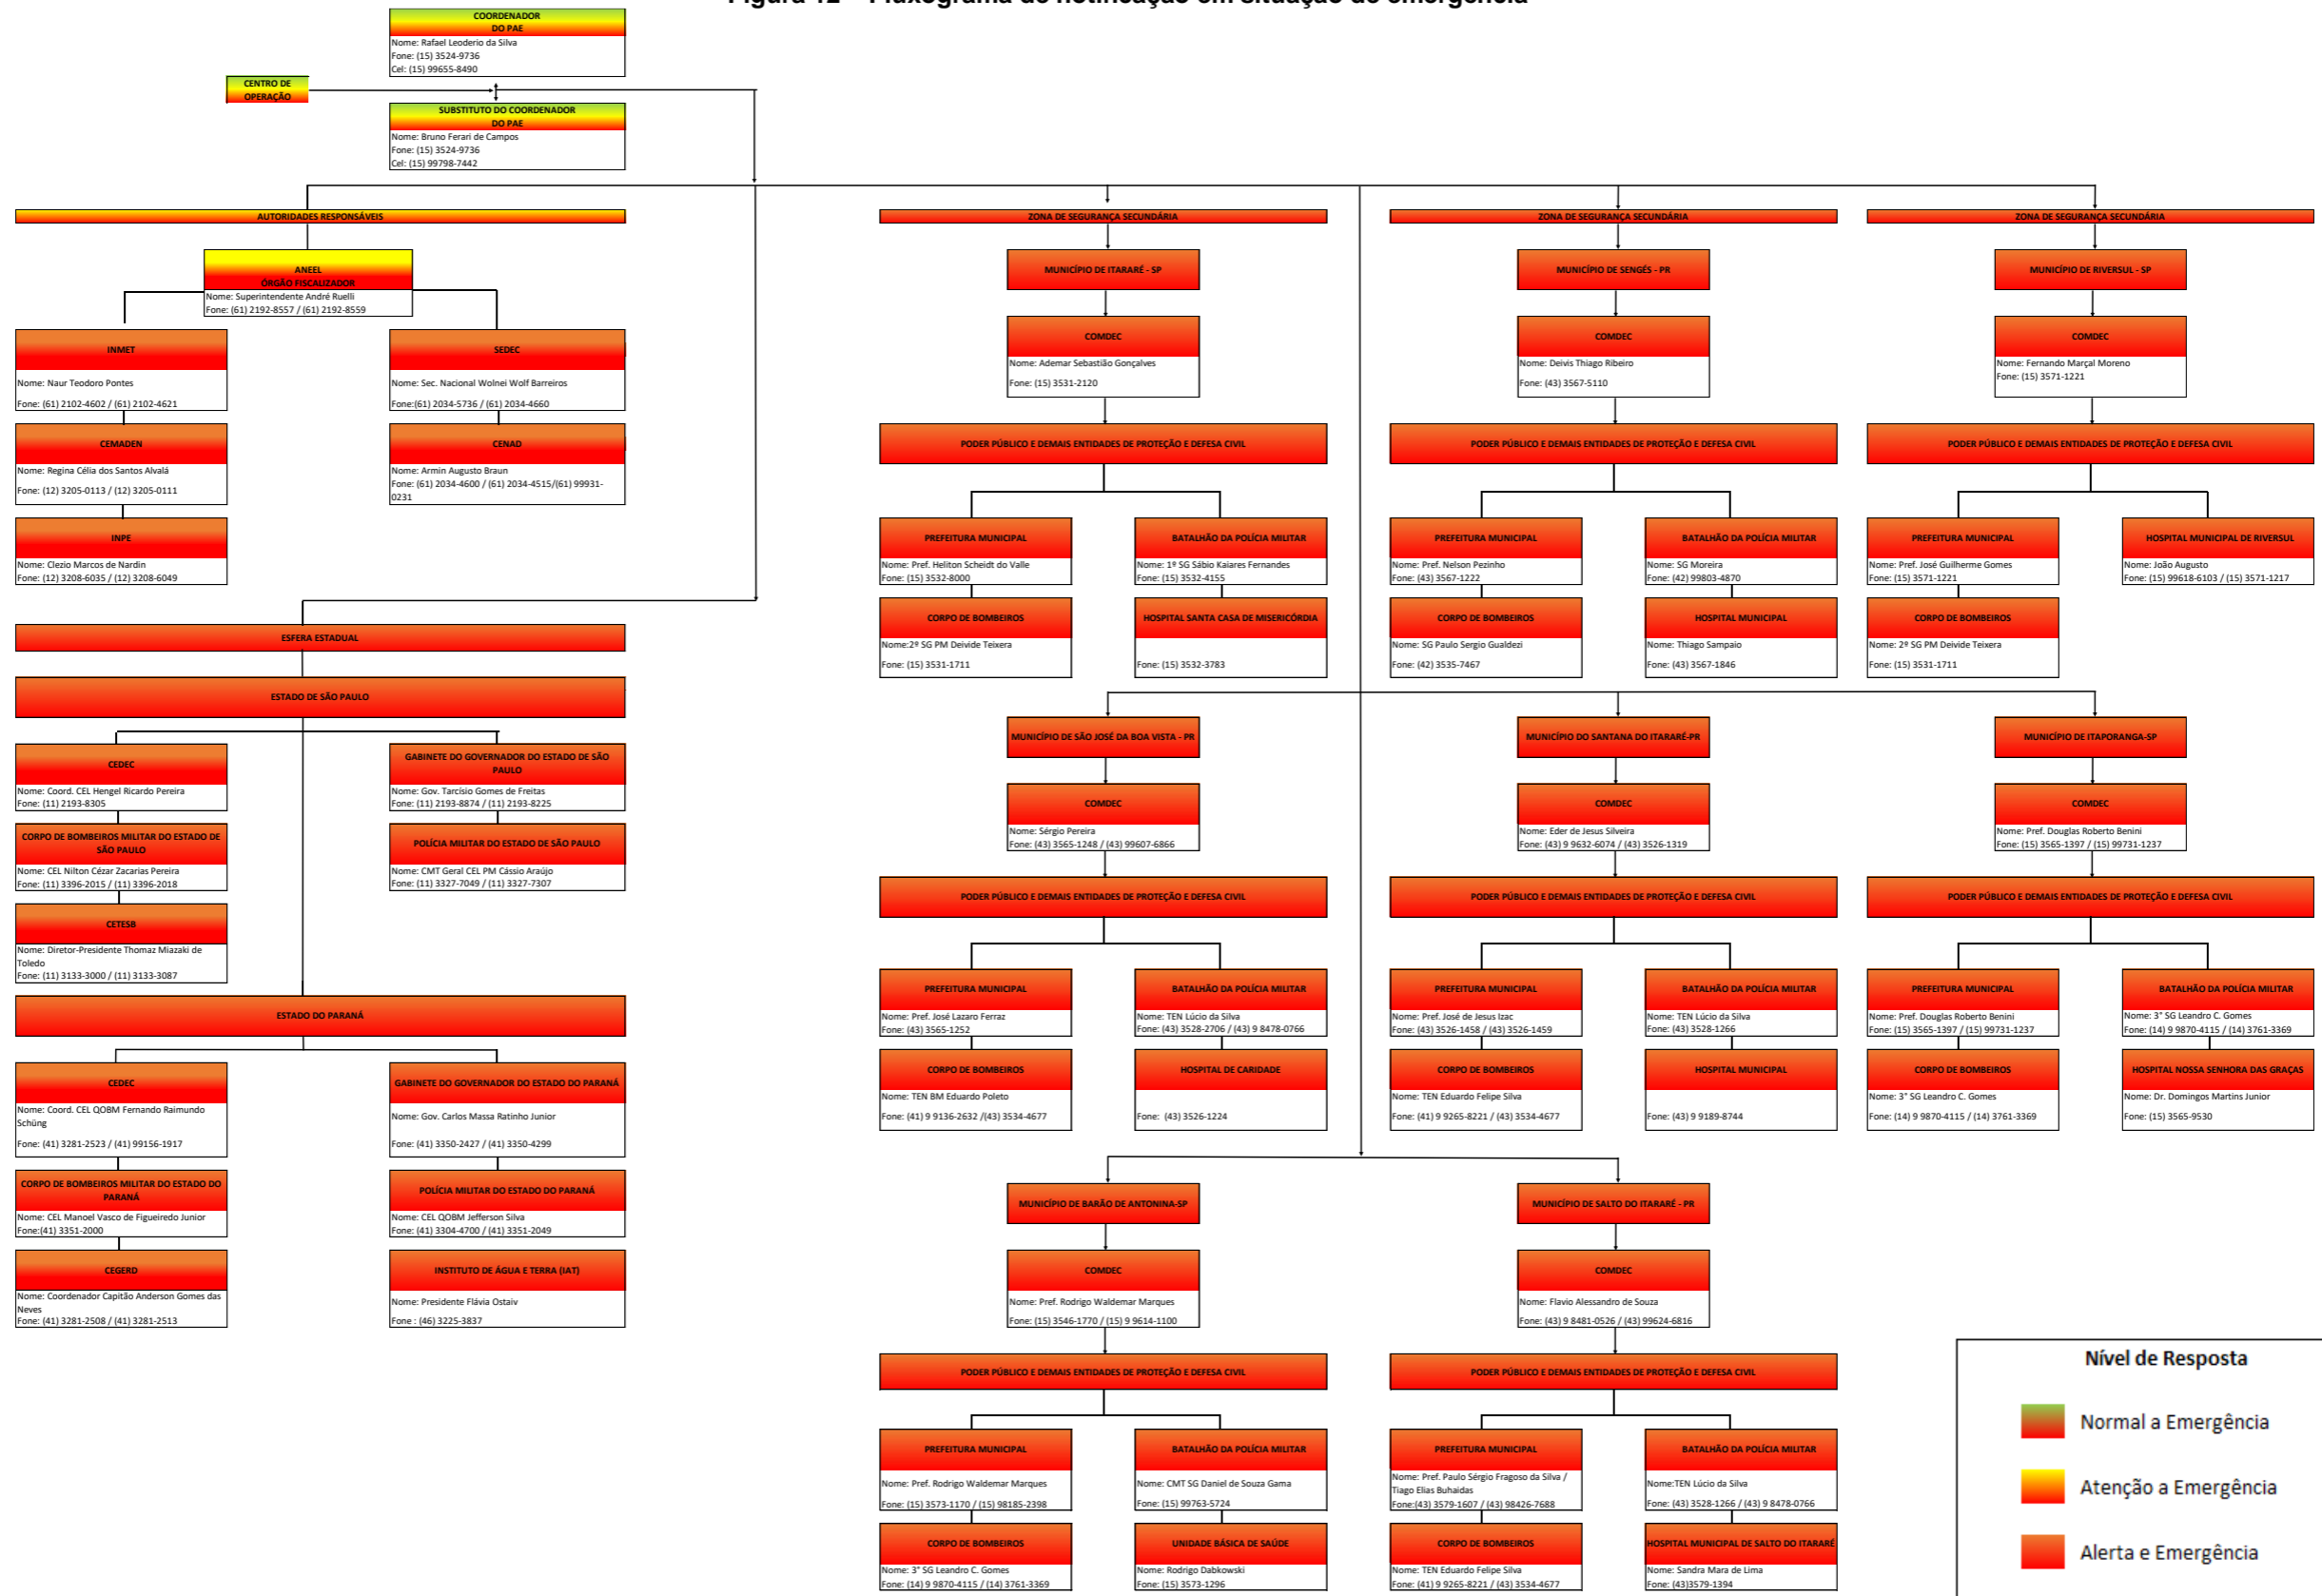 Figura 12 – Fluxograma de notificação em situação de emergência
COORDENADOR
DO PAE
Nome: Rafael Leoderio da Silva
Fone: (15) 3524-9736
Cel: (15) 99655-8490
CENTRO DE
OPERAÇÃO
SUBSTITUTO DO COORDENADOR
DO PAE
Nome: Bruno Ferari de Campos
Fone: (15) 3524-9736
Cel: (15) 99798-7442
AUTORIDADES RESPONSÁVEIS
ANEEL
ÓRGÃO FISCALIZADOR
Nome: Superintendente André Ruelli
Fone: (61) 2192-8557 / (61) 2192-8559
INMET
Nome: Naur Teodoro Pontes
Fone: (61) 2102-4602 / (61) 2102-4621
SEDEC
Nome: Sec. Nacional Wolnei Wolf Barreiros
Fone:(61) 2034-5736 / (61) 2034-4660
CEMADEN
Nome: Regina Célia dos Santos Alvalá
Fone: (12) 3205-0113 / (12) 3205-0111
CENAD
Nome: Armin Augusto Braun
Fone: (61) 2034-4600 / (61) 2034-4515/(61) 99931-
0231
INPE
Nome: Clezio Marcos de Nardin
Fone: (12) 3208-6035 / (12) 3208-6049
ESFERA ESTADUAL
ESTADO DE SÃO PAULO
CEDEC
Nome: Coord. CEL Hengel Ricardo Pereira
Fone: (11) 2193-8305
GABINETE DO GOVERNADOR DO ESTADO DE SÃO
PAULO
Nome: Gov. Tarcísio Gomes de Freitas
Fone: (11) 2193-8874 / (11) 2193-8225
CORPO DE BOMBEIROS MILITAR DO ESTADO DE
SÃO PAULO
Nome: CEL Nilton Cézar Zacarias Pereira
Fone: (11) 3396-2015 / (11) 3396-2018
POLÍCIA MILITAR DO ESTADO DE SÃO PAULO
Nome: CMT Geral CEL PM Cássio Araújo
Fone: (11) 3327-7049 / (11) 3327-7307
CETESB
Nome: Diretor-Presidente Thomaz Miazaki de
Toledo
Fone: (11) 3133-3000 / (11) 3133-3087
ESTADO DO PARANÁ
CEDEC
Nome: Coord. CEL QOBM Fernando Raimundo
Schüng
Fone: (41) 3281-2523 / (41) 99156-1917
GABINETE DO GOVERNADOR DO ESTADO DO PARANÁ
Nome: Gov. Carlos Massa Ratinho Junior
Fone: (41) 3350-2427 / (41) 3350-4299
CORPO DE BOMBEIROS MILITAR DO ESTADO DO
PARANÁ
Nome: CEL Manoel Vasco de Figueiredo Junior
Fone:(41) 3351-2000
POLÍCIA MILITAR DO ESTADO DO PARANÁ
Nome: CEL QOBM Jefferson Silva
Fone: (41) 3304-4700 / (41) 3351-2049
CEGERD
Nome: Coordenador Capitão Anderson Gomes das
Neves
Fone: (41) 3281-2508 / (41) 3281-2513
INSTITUTO DE ÁGUA E TERRA (IAT)
Nome: Presidente Flávia Ostaiv
Fone : (46) 3225-3837
ZONA DE SEGURANÇA SECUNDÁRIA
MUNICÍPIO DE ITARARÉ - SP
COMDEC
Nome: Ademar Sebastião Gonçalves
Fone: (15) 3531-2120
PODER PÚBLICO E DEMAIS ENTIDADES DE PROTEÇÃO E DEFESA CIVIL
PREFEITURA MUNICIPAL
Nome: Pref. Heliton Scheidt do Valle
Fone: (15) 3532-8000
BATALHÃO DA POLÍCIA MILITAR
Nome: 1º SG Sábio Kaiares Fernandes
Fone: (15) 3532-4155
CORPO DE BOMBEIROS
Nome:2º SG PM Deivide Teixera
Fone: (15) 3531-1711
HOSPITAL SANTA CASA DE MISERICÓRDIA
Fone: (15) 3532-3783
ZONA DE SEGURANÇA SECUNDÁRIA
MUNICÍPIO DE SENGÉS - PR
COMDEC
Nome: Deivis Thiago Ribeiro
Fone: (43) 3567-5110
PODER PÚBLICO E DEMAIS ENTIDADES DE PROTEÇÃO E DEFESA CIVIL
PREFEITURA MUNICIPAL
Nome: Pref. Nelson Pezinho
Fone: (43) 3567-1222
BATALHÃO DA POLÍCIA MILITAR
Nome: SG Moreira
Fone: (42) 99803-4870
CORPO DE BOMBEIROS
Nome: SG Paulo Sergio Gualdezi
Fone: (42) 3535-7467
HOSPITAL MUNICIPAL
Nome: Thiago Sampaio
Fone: (43) 3567-1846
ZONA DE SEGURANÇA SECUNDÁRIA
MUNICÍPIO DE RIVERSUL - SP
COMDEC
Nome: Fernando Marçal Moreno
Fone: (15) 3571-1221
PODER PÚBLICO E DEMAIS ENTIDADES DE PROTEÇÃO E DEFESA CIVIL
PREFEITURA MUNICIPAL
Nome: Pref. José Guilherme Gomes
Fone: (15) 3571-1221
HOSPITAL MUNICIPAL DE RIVERSUL
Nome: João Augusto
Fone: (15) 99618-6103 / (15) 3571-1217
CORPO DE BOMBEIROS
Nome: 2º SG PM Deivide Teixera
Fone: (15) 3531-1711
MUNICÍPIO DE SÃO JOSÉ DA BOA VISTA - PR
COMDEC
Nome: Sérgio Pereira
Fone: (43) 3565-1248 / (43) 99607-6866
PODER PÚBLICO E DEMAIS ENTIDADES DE PROTEÇÃO E DEFESA CIVIL
PREFEITURA MUNICIPAL
Nome: Pref. José Lazaro Ferraz
Fone: (43) 3565-1252
BATALHÃO DA POLÍCIA MILITAR
Nome: TEN Lúcio da Silva
Fone: (43) 3528-2706 / (43) 9 8478-0766
CORPO DE BOMBEIROS
Nome: TEN BM Eduardo Poleto
Fone: (41) 9 9136-2632 /(43) 3534-4677
HOSPITAL DE CARIDADE
Fone: (43) 3526-1224
MUNICÍPIO DO SANTANA DO ITARARÉ-PR
COMDEC
Nome: Eder de Jesus Silveira
Fone: (43) 9 9632-6074 / (43) 3526-1319
PODER PÚBLICO E DEMAIS ENTIDADES DE PROTEÇÃO E DEFESA CIVIL
PREFEITURA MUNICIPAL
Nome: Pref. José de Jesus Izac
Fone: (43) 3526-1458 / (43) 3526-1459
BATALHÃO DA POLÍCIA MILITAR
Nome: TEN Lúcio da Silva
Fone: (43) 3528-1266
CORPO DE BOMBEIROS
Nome: TEN Eduardo Felipe Silva
Fone: (41) 9 9265-8221 / (43) 3534-4677
HOSPITAL MUNICIPAL
Fone: (43) 9 9189-8744
MUNICÍPIO DE ITAPORANGA-SP
COMDEC
Nome: Pref. Douglas Roberto Benini
Fone: (15) 3565-1397 / (15) 99731-1237
PODER PÚBLICO E DEMAIS ENTIDADES DE PROTEÇÃO E DEFESA CIVIL
PREFEITURA MUNICIPAL
Nome: Pref. Douglas Roberto Benini
Fone: (15) 3565-1397 / (15) 99731-1237
BATALHÃO DA POLÍCIA MILITAR
Nome: 3° SG Leandro C. Gomes
Fone: (14) 9 9870-4115 / (14) 3761-3369
CORPO DE BOMBEIROS
Nome: 3° SG Leandro C. Gomes
Fone: (14) 9 9870-4115 / (14) 3761-3369
HOSPITAL NOSSA SENHORA DAS GRAÇAS
Nome: Dr. Domingos Martins Junior
Fone: (15) 3565-9530
MUNICÍPIO DE BARÃO DE ANTONINA-SP
COMDEC
Nome: Pref. Rodrigo Waldemar Marques
Fone: (15) 3546-1770 / (15) 9 9614-1100
PODER PÚBLICO E DEMAIS ENTIDADES DE PROTEÇÃO E DEFESA CIVIL
PREFEITURA MUNICIPAL
Nome: Pref. Rodrigo Waldemar Marques
Fone: (15) 3573-1170 / (15) 98185-2398
BATALHÃO DA POLÍCIA MILITAR
Nome: CMT SG Daniel de Souza Gama
Fone: (15) 99763-5724
CORPO DE BOMBEIROS
Nome: 3° SG Leandro C. Gomes
Fone: (14) 9 9870-4115 / (14) 3761-3369
UNIDADE BÁSICA DE SAÚDE
Nome: Rodrigo Dabkowski
Fone: (15) 3573-1296
MUNICÍPIO DE SALTO DO ITARARÉ - PR
COMDEC
Nome: Flavio Alessandro de Souza
Fone: (43) 9 8481-0526 / (43) 99624-6816
PODER PÚBLICO E DEMAIS ENTIDADES DE PROTEÇÃO E DEFESA CIVIL
PREFEITURA MUNICIPAL
Nome: Pref. Paulo Sérgio Fragoso da Silva /
Tiago Elias Buhaidas
Fone:(43) 3579-1607 / (43) 98426-7688
BATALHÃO DA POLÍCIA MILITAR
Nome:TEN Lúcio da Silva
Fone: (43) 3528-1266 / (43) 9 8478-0766
CORPO DE BOMBEIROS
Nome: TEN Eduardo Felipe Silva
Fone: (41) 9 9265-8221 / (43) 3534-4677
HOSPITAL MUNICIPAL DE SALTO DO ITARARÉ
Nome: Sandra Mara de Lima
Fone: (43)3579-1394
Nível de Resposta
Normal a Emergência
Atenção a Emergência
Alerta e Emergência